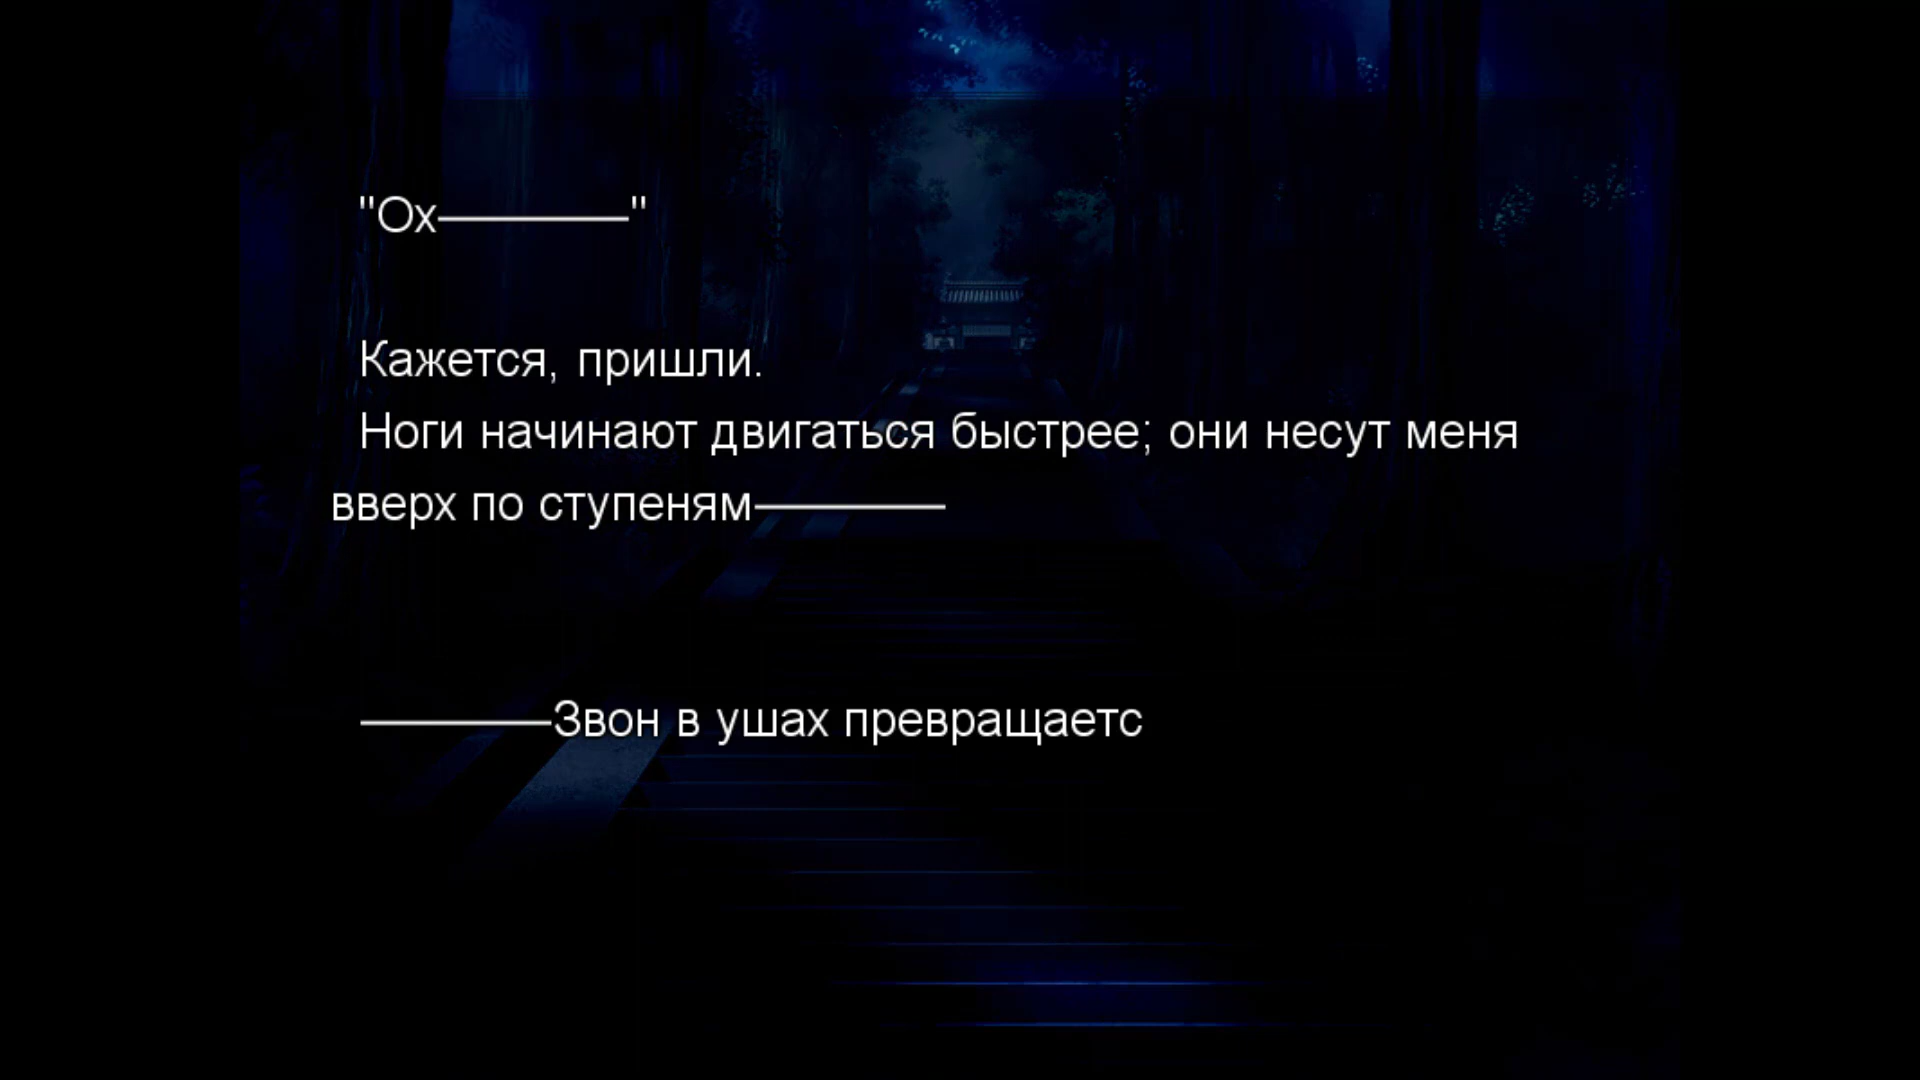 "Ох————"
Кажется, пришли.
Ноги начинают двигаться быстрее; они несут меня
вверх по ступеням————
————Звон в ушах превращаетс